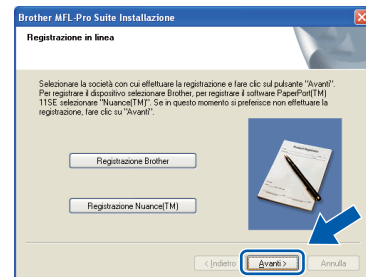 Brother MFL-Pro Suite Installazione
Registrazione in linea
Selezionare la società con cui effettuare la registrazione e fare clic sul pulsante "Avanti".
Per registrare il dispositivo selezionare Brother, per registrare il software PaperPort(TM)
11SE selezionare "Nuance(TM)". Se in questo momento si preferisce non effettuare la
registrazione, fare clic su "Avanti".
Registrazione Brother
Registrazione Nuance(TM)
< Indietro Avanti > Annulla